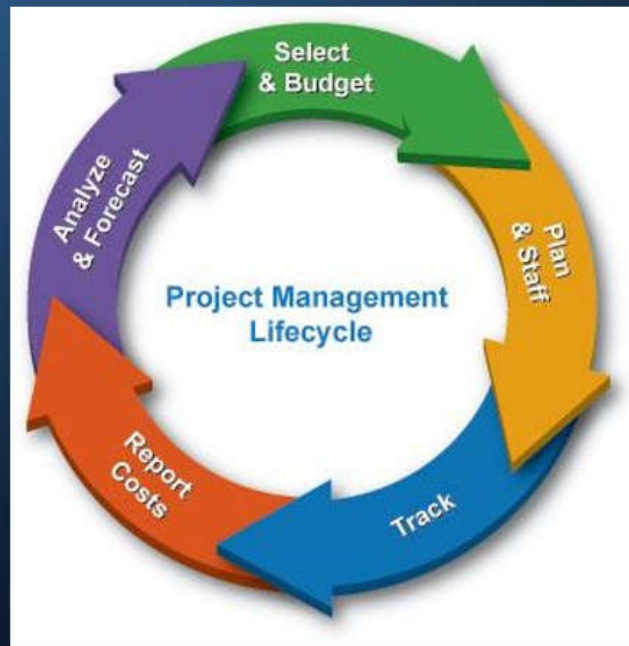 Select
& Budget
Plan
& Staff
Track
Report
Costs
Analyze
& Forecast
Project Management
Lifecycle